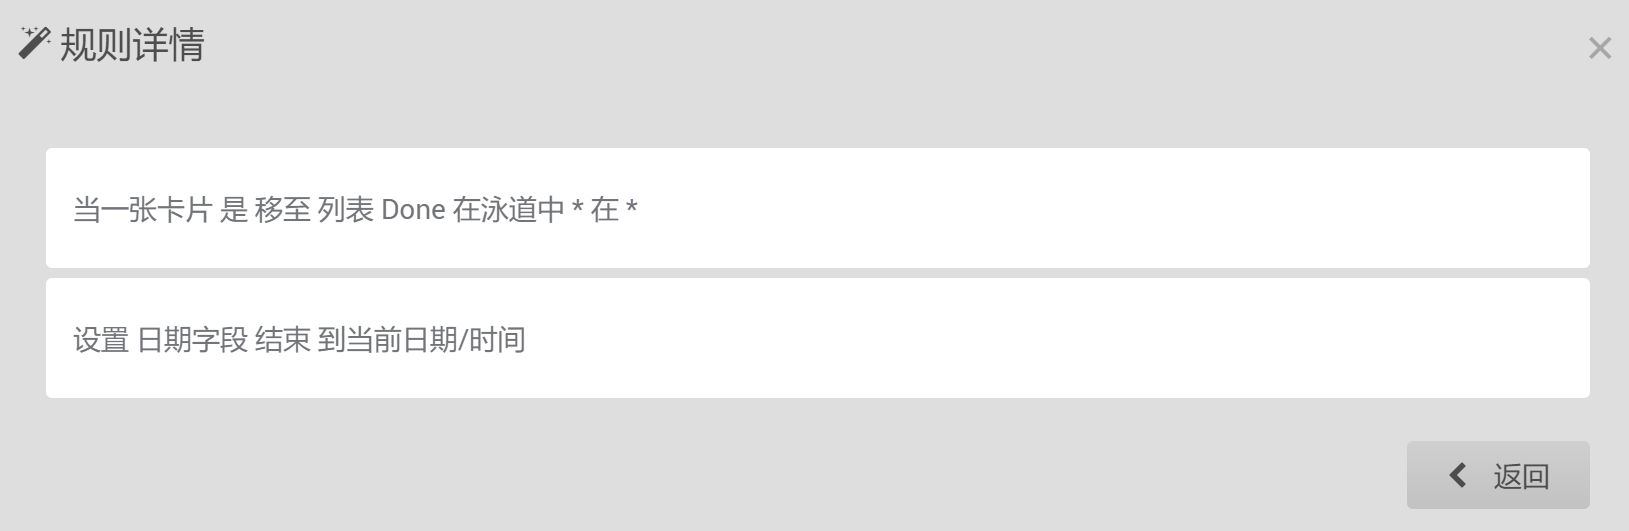 规则详情
当一张卡片 是 移至 列表 Done 在泳道中 * 在 *
设置 日期字段 结束 到当前日期/时间
返回